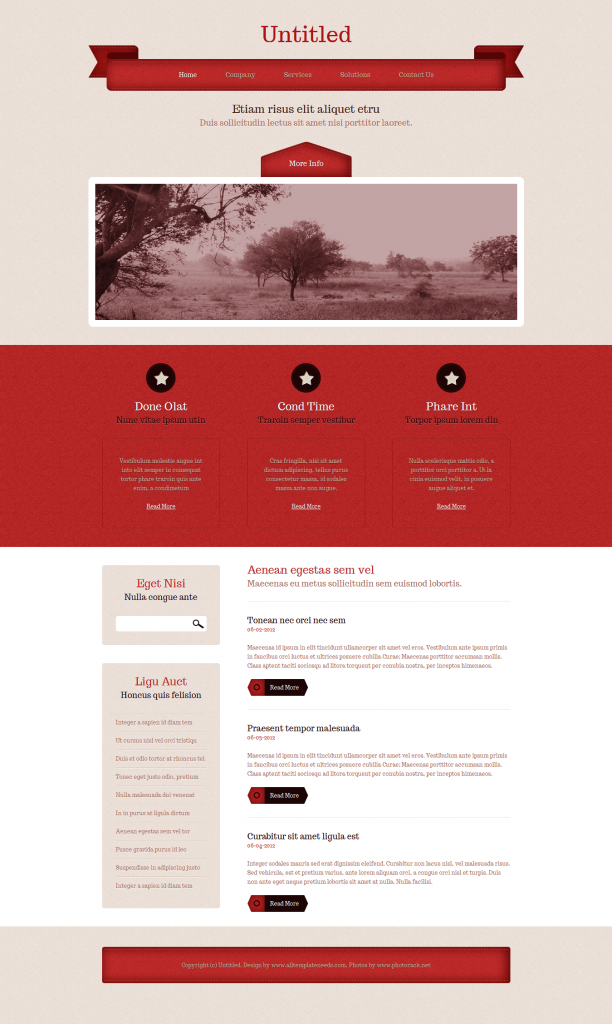 Untitled
Home Company Services Solutions Contact Us
Etiam risus elit aliquet etru
Duis sollicitudin lectus sit amet nisi porttitor laoreet.
More Info
Done Olat
Nunc vitae ipsum utin
Vestibulum molestie augue int
into elit semper in consequat
tortor phare trarcin quis ante
enim, a condimetum
Read More
Cond Time
Traroin semper vestibur
Cras fringilla, nisi sit amet
dictum adipiscing, tellus purus
consectetur massa, id sodales
massa ante non augue.
Read More
Phare Int
Torpor ipsum lorem din
Nulla scelerisque mattis odio, a
porttitor orci porttitor a. Ut la
cinia euismod velit, in posuere
augue aliquet et.
Read More
Eget Nisi
Nulla congue ante
Ligu Auct
Honcus quis felision
Integer a sapien id diam tem
Ut cursus nisl vel orci tristiqu
Duis et odio tortor at rhoncus tel
Tonec eget justo odio, pretium
Nulla malesuada dui venenat
In in purus at ligula dictum
Aenean egestas sem vel tor
Fusce gravida purus id leo
Suspendisse in adipiscing justo
Integer a sapien id diam tem
Aenean egestas sem vel
Maecenas eu metus sollicitudin sem euismod lobortis.
Tonean nec orci nec sem
06-02-2012
Maecenas id ipsum in elit tincidunt ullamcorper sit amet vel eros. Vestibulum ante ipsum primis
in faucibus orci luctus et ultrices posuere cubilia Curae; Maecenas porttitor accumsan mollis.
Class aptent taciti sociosqu ad litora torquent per conubia nostra, per inceptos himenaeos.
Read More
Praesent tempor malesuada
06-03-2012
Maecenas id ipsum in elit tincidunt ullamcorper sit amet vel eros. Vestibulum ante ipsum primis
in faucibus orci luctus et ultrices posuere cubilia Curae; Maecenas porttitor accumsan mollis.
Class aptent taciti sociosqu ad litora torquent per conubia nostra, per inceptos himenaeos.
Read More
Curabitur sit amet ligula est
06-04-2012
Integer sodales mauris sed erat dignissim eleifend. Curabitur non lacus nisl, vel malesuada risus.
Sed vehicula, est et pretium varius, ante lorem aliquam orci, a congue orci nisl et turpis. Duis
non ante eget neque pretium lobortis sit amet at nulla. Nulla facilisi.
Read More
Copyright (c) Untitled. Design by www.alltemplateneeds.com. Photos by www.photorack.net